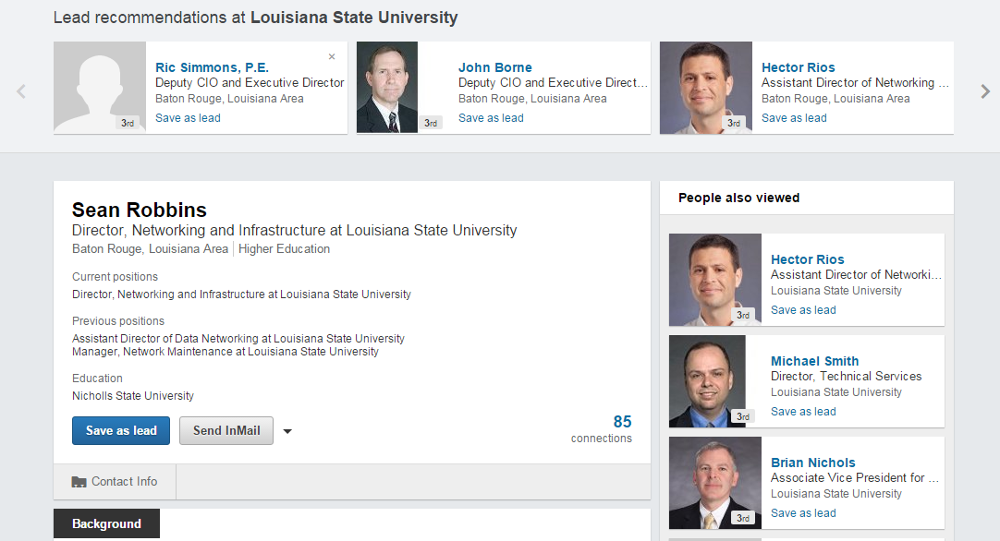 Lead recommendations at Louisiana State University
Ric Simmons, P.E.
×
Deputy CIO and Executive Director
Baton Rouge, Louisiana Area
3rd
Save as lead
John Borne
Deputy CIO and Executive Direct...
Baton Rouge, Louisiana Area
3rd
Save as lead
Hector Rios
Assistant Director of Networking ...
Baton Rouge, Louisiana Area
3rd
Save as lead
Sean Robbins
Director, Networking and Infrastructure at Louisiana State University
Baton Rouge, Louisiana Area | Higher Education
Current positions
Director, Networking and Infrastructure at Louisiana State University
Previous positions
Assistant Director of Data Networking at Louisiana State University
Manager, Network Maintenance at Louisiana State University
Education
Nicholls State University
Save as lead
Send InMail
85
connections
Contact Info
Background
People also viewed
Hector Rios
Assistant Director of Networki...
Louisiana State University
3rd
Save as lead
Michael Smith
Director, Technical Services
Louisiana State University
3rd
Save as lead
Brian Nichols
Associate Vice President for ...
Louisiana State University
3rd
Save as lead